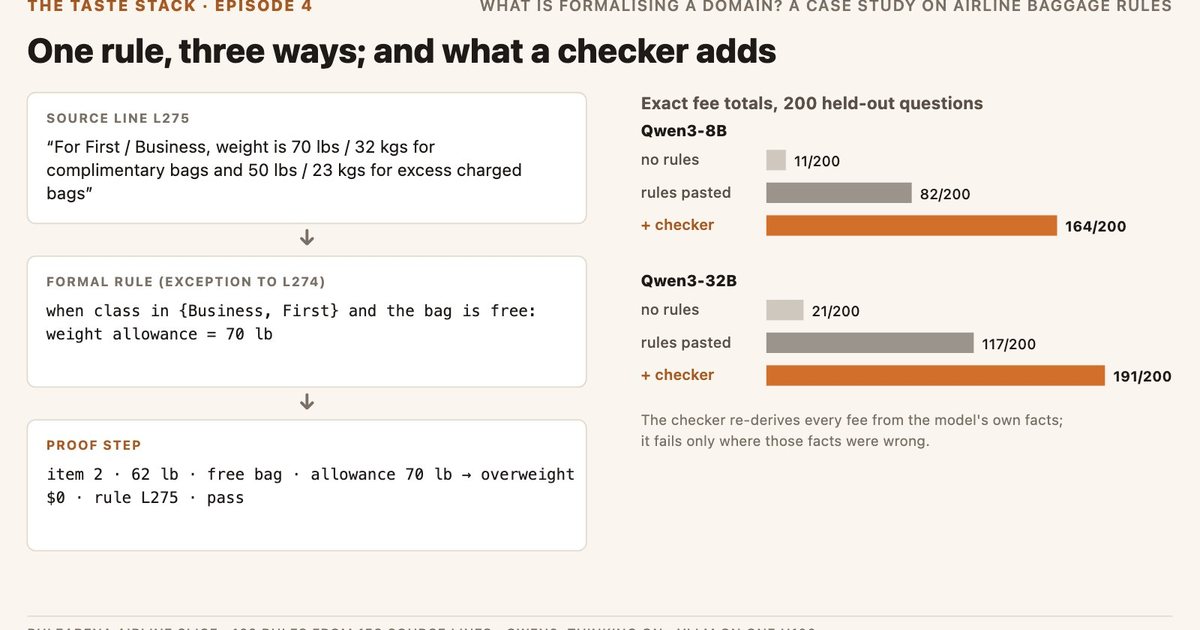 THE TASTE STACK · EPISODE 4
WHAT IS FORMALISING A DOMAIN? A CASE STUDY ON AIRLINE BAGGAGE RULES
One rule, three ways; and what a checker adds
SOURCE LINE L275
“For First / Business, weight is 70 lbs / 32 kgs for
complimentary bags and 50 lbs / 23 kgs for excess charged
bags”
FORMAL RULE (EXCEPTION TO L274)
when class in {Business, First} and the bag is free:
weight allowance = 70 lb
PROOF STEP
item 2 · 62 lb · free bag · allowance 70 lb → overweight
$0 · rule L275 · pass
Exact fee totals, 200 held-out questions
Qwen3-8B
no rules 11/200
rules pasted 82/200
+ checker 164/200
Qwen3-32B
no rules 21/200
rules pasted 117/200
+ checker 191/200
The checker re-derives every fee from the model's own facts;
it fails only where those facts were wrong.